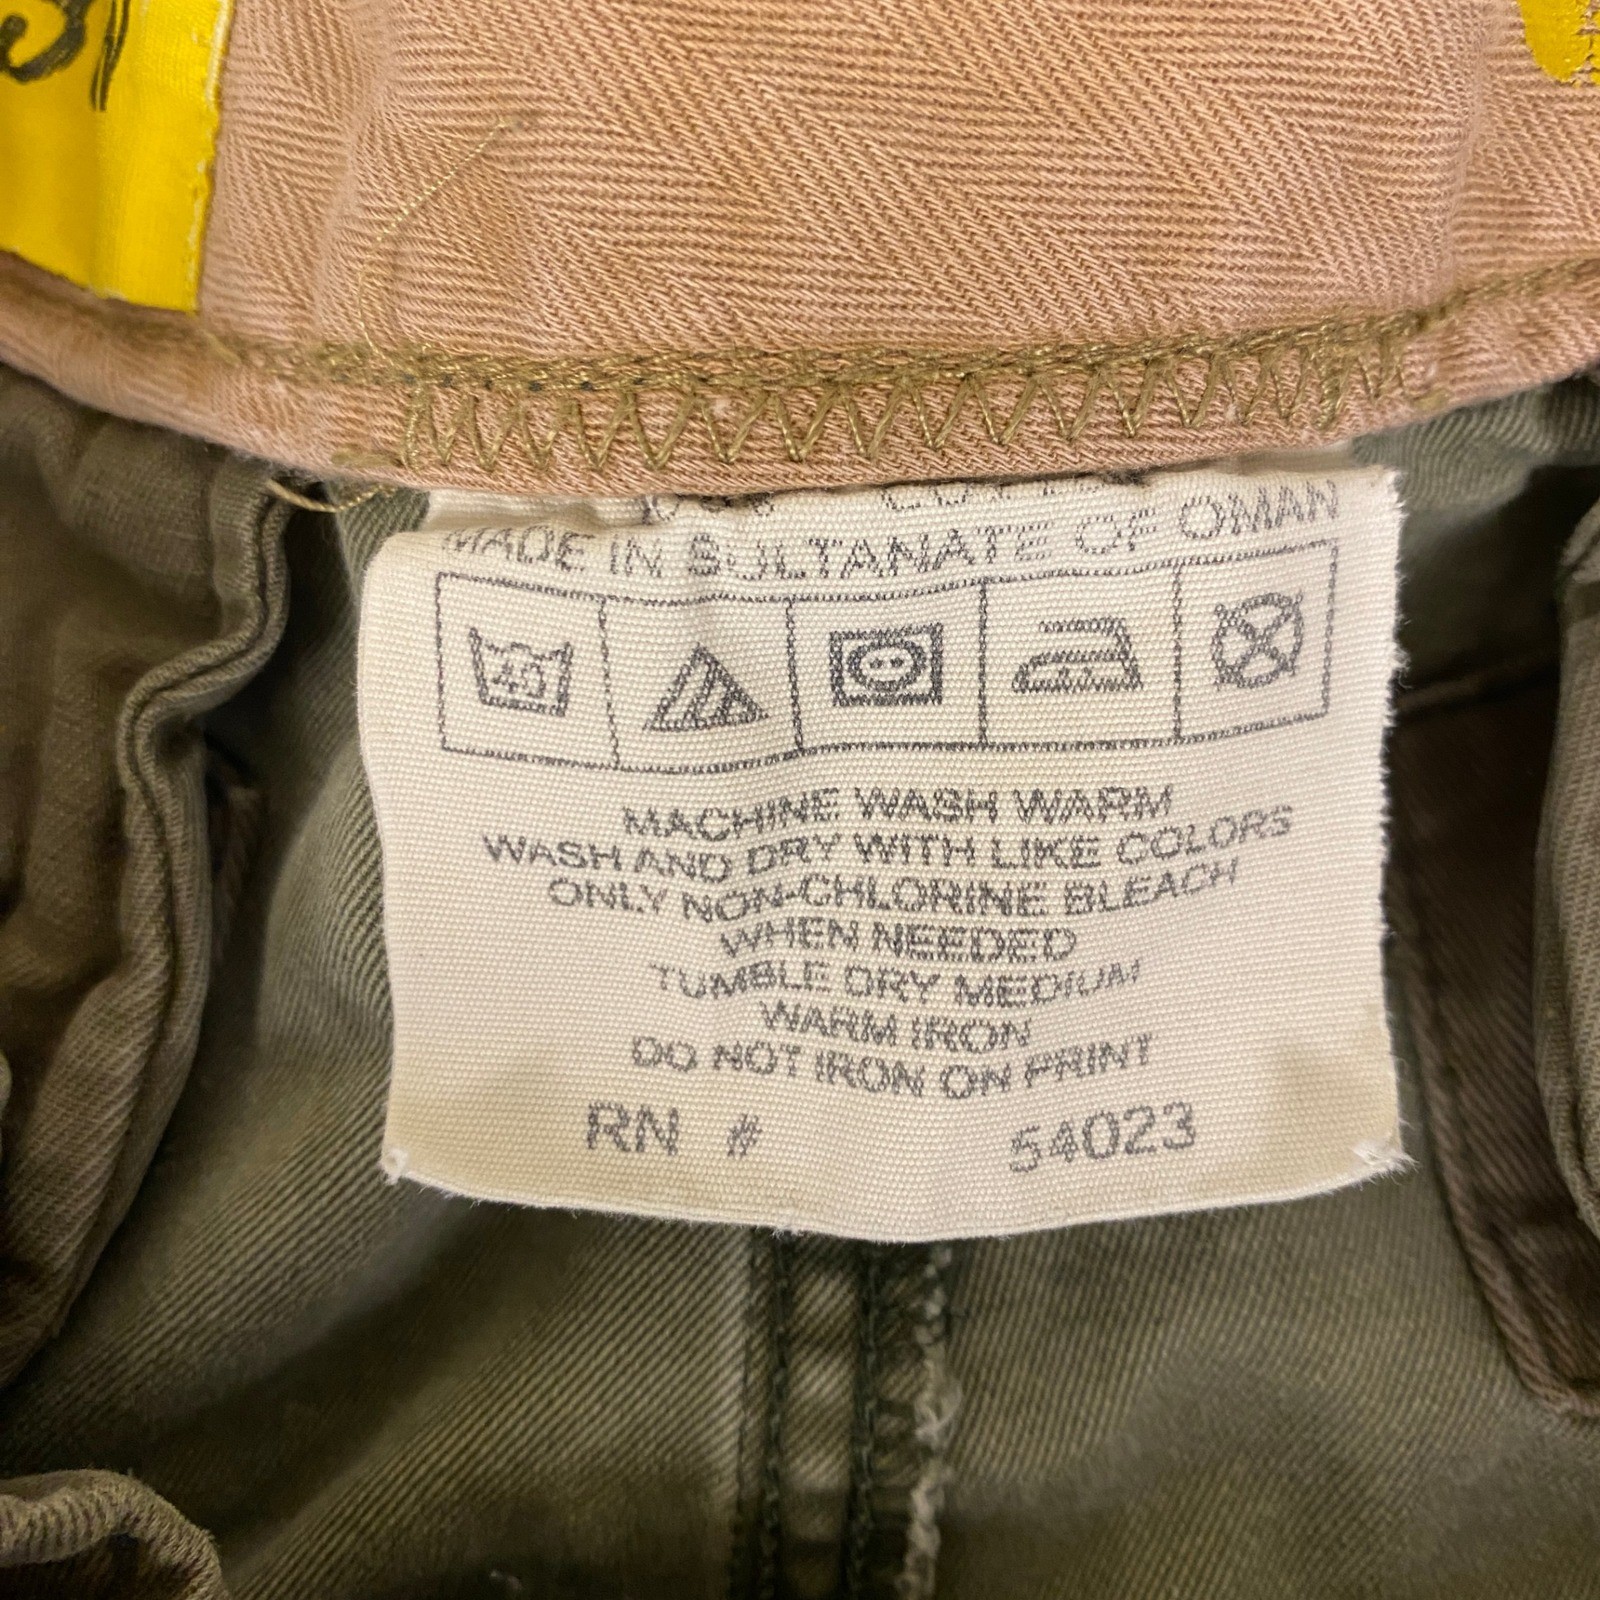 MADE IN SULTANATE OF OMAN
40
MACHINE WASH WARM
WASH AND DRY WITH LIKE COLORS
ONLY NON-CHLORINE BLEACH
WHEN NEEDED
TUMBLE DRY MEDIUM
WARM IRON
DO NOT IRON ON PRINT
RN # 54023